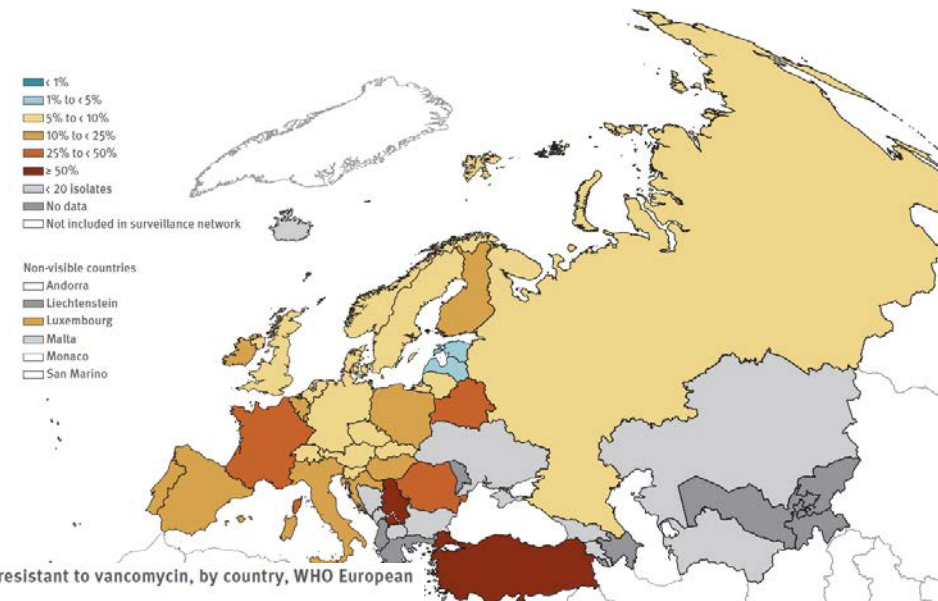 < 1%
1% to < 5%
5% to < 10%
10% to < 25%
25% to < 50%
≥ 50%
< 20 isolates
No data
Not included in surveillance network
Non-visible countries
Andorra
Liechtenstein
Luxembourg
Malta
Monaco
San Marino
resistant to vancomycin, by country, WHO European